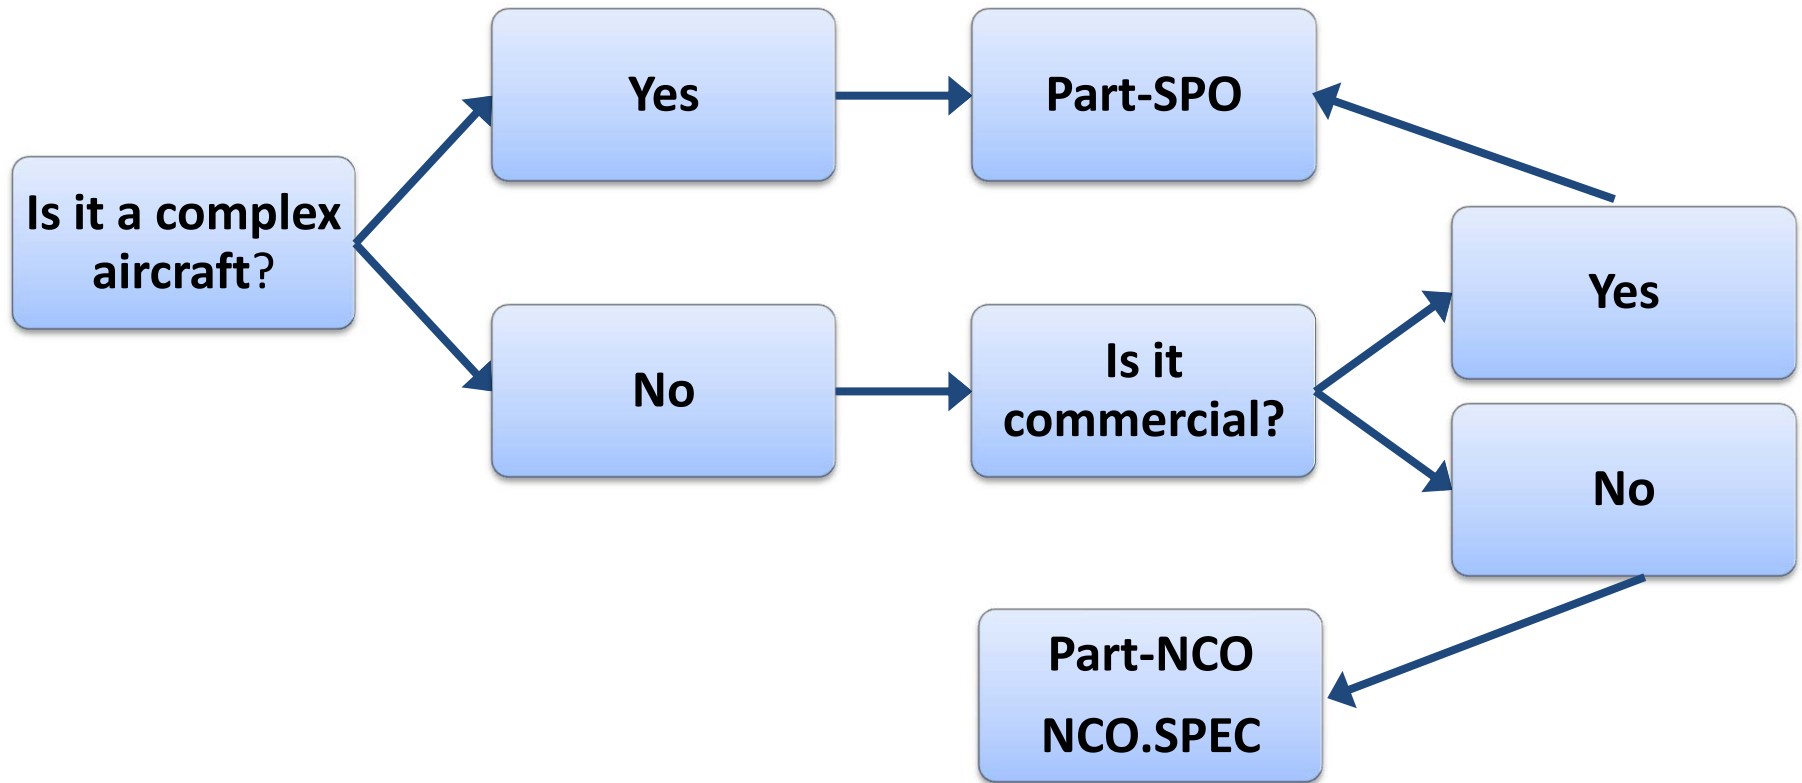 Is it a complex
aircraft?
Yes
Part-SPO
No
Is it
commercial?
Yes
No
Part-NCO
NCO.SPEC